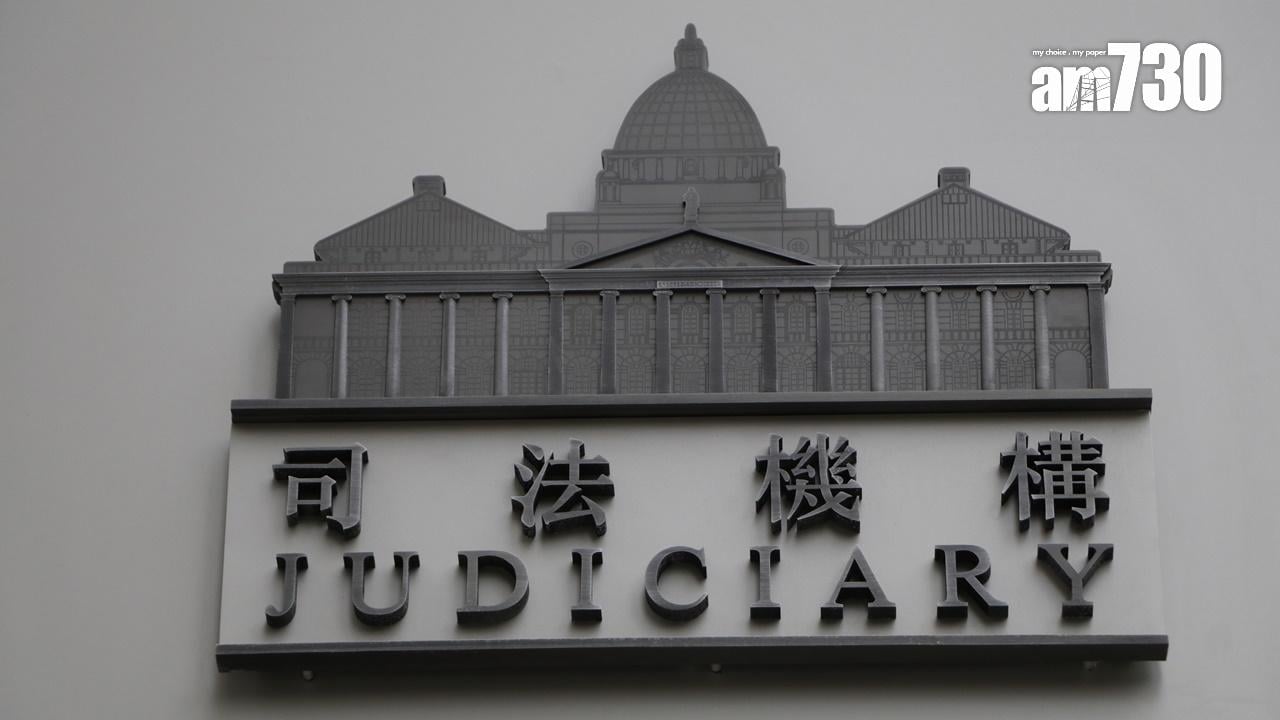 my choice . my paper
am730
司法機構
JUDICIARY